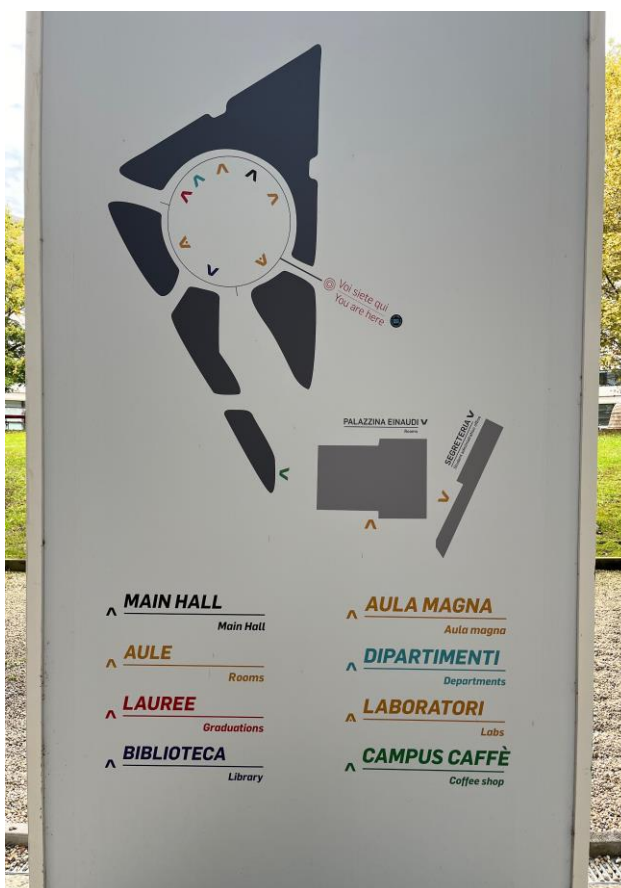 Voi siete qui
You are here
PALAZZINA EINAUDI
Rooms
SEGRETERIA
MAIN HALL
Main Hall
AULE
Rooms
LAUREE
Graduations
BIBLIOTECA
Library
AULA MAGNA
Aula magna
DIPARTIMENTI
Departments
LABORATORI
Labs
CAMPUS CAFFÈ
Coffee shop